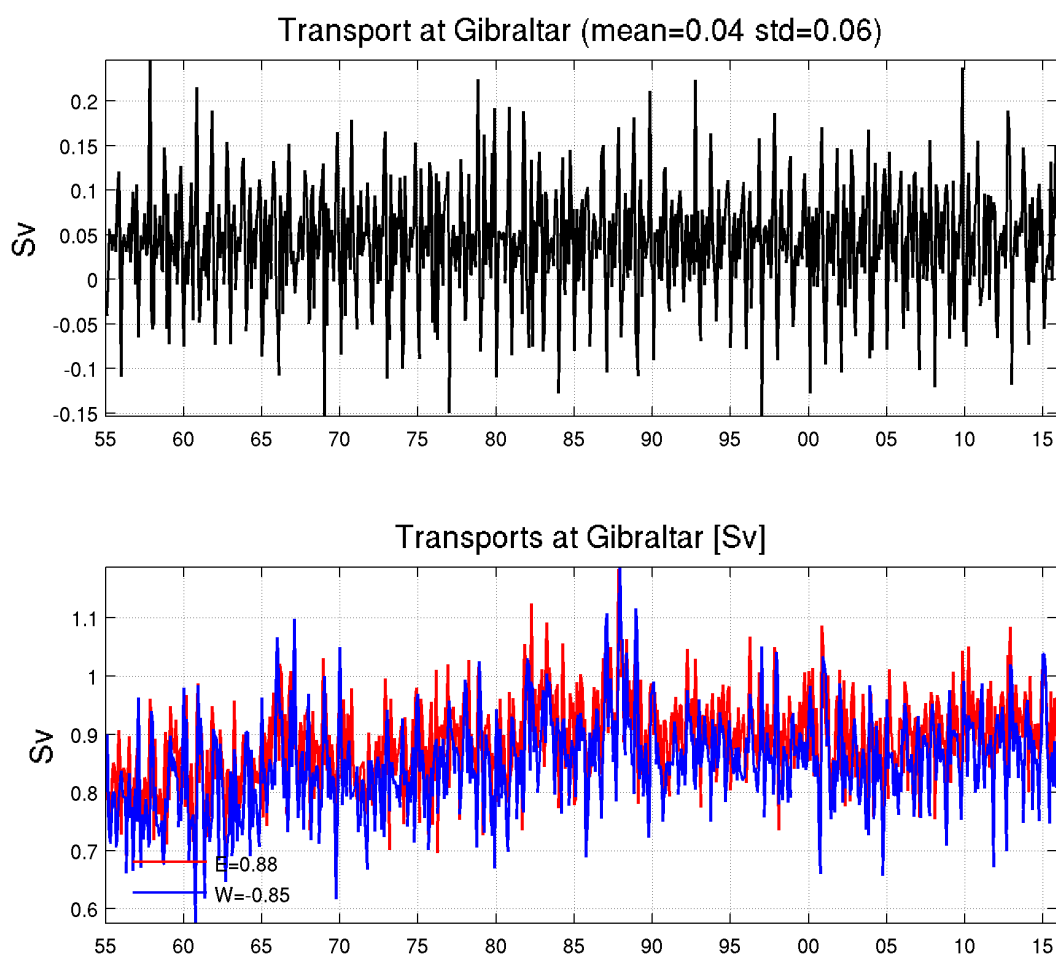 Transport at Gibraltar (mean=0.04 std=0.06)
Sv
0.2
0.15
0.1
0.05
0
-0.05
-0.1
-0.15
55 60 65 70 75 80 85 90 95 00 05 10 15
Transports at Gibraltar [Sv]
Sv
1.1
1
0.9
0.8
0.7
0.6
E=0.88
W=-0.85
55 60 65 70 75 80 85 90 95 00 05 10 15